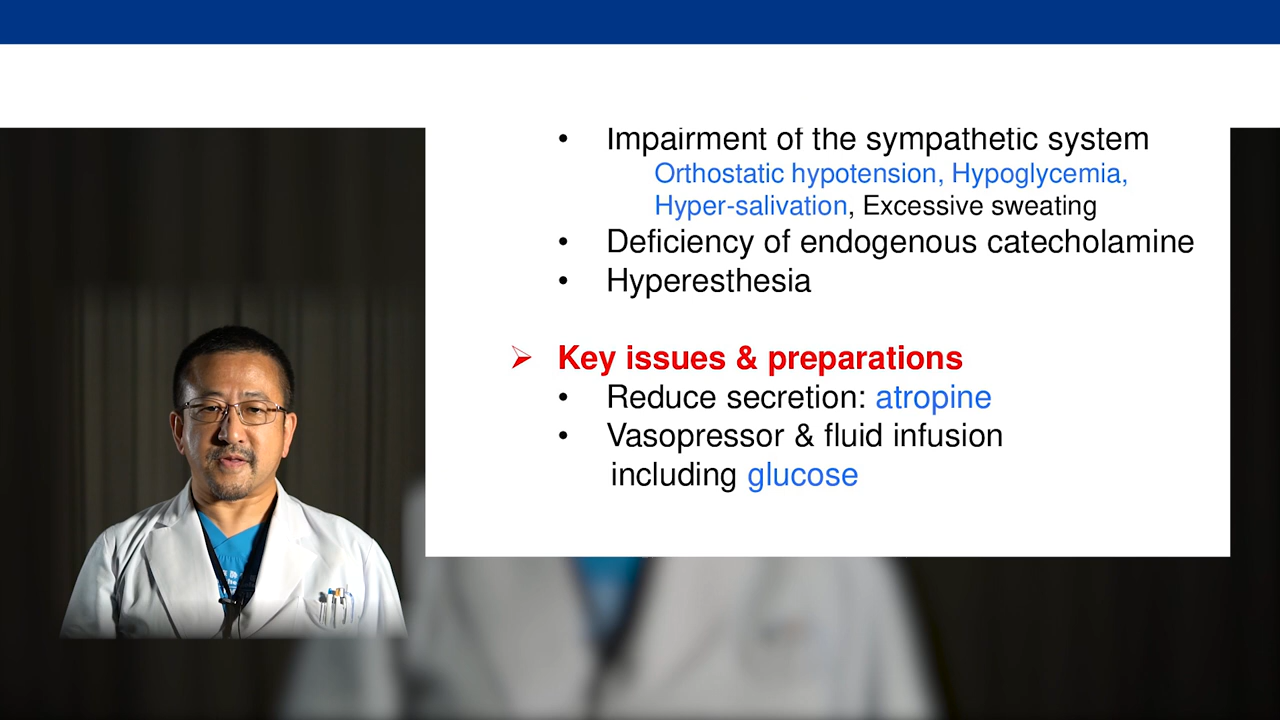 • Impairment of the sympathetic system
Orthostatic hypotension, Hypoglycemia,
Hyper-salivation, Excessive sweating
• Deficiency of endogenous catecholamine
• Hyperesthesia
➢ Key issues & preparations
• Reduce secretion: atropine
• Vasopressor & fluid infusion
including glucose